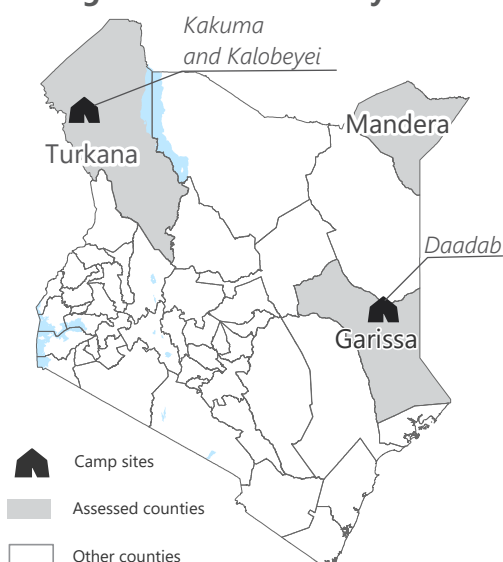 Kakuma
and Kalobeyei
Mandera
Turkana
Daadab
Garissa
Camp sites
Assessed counties
Other counties